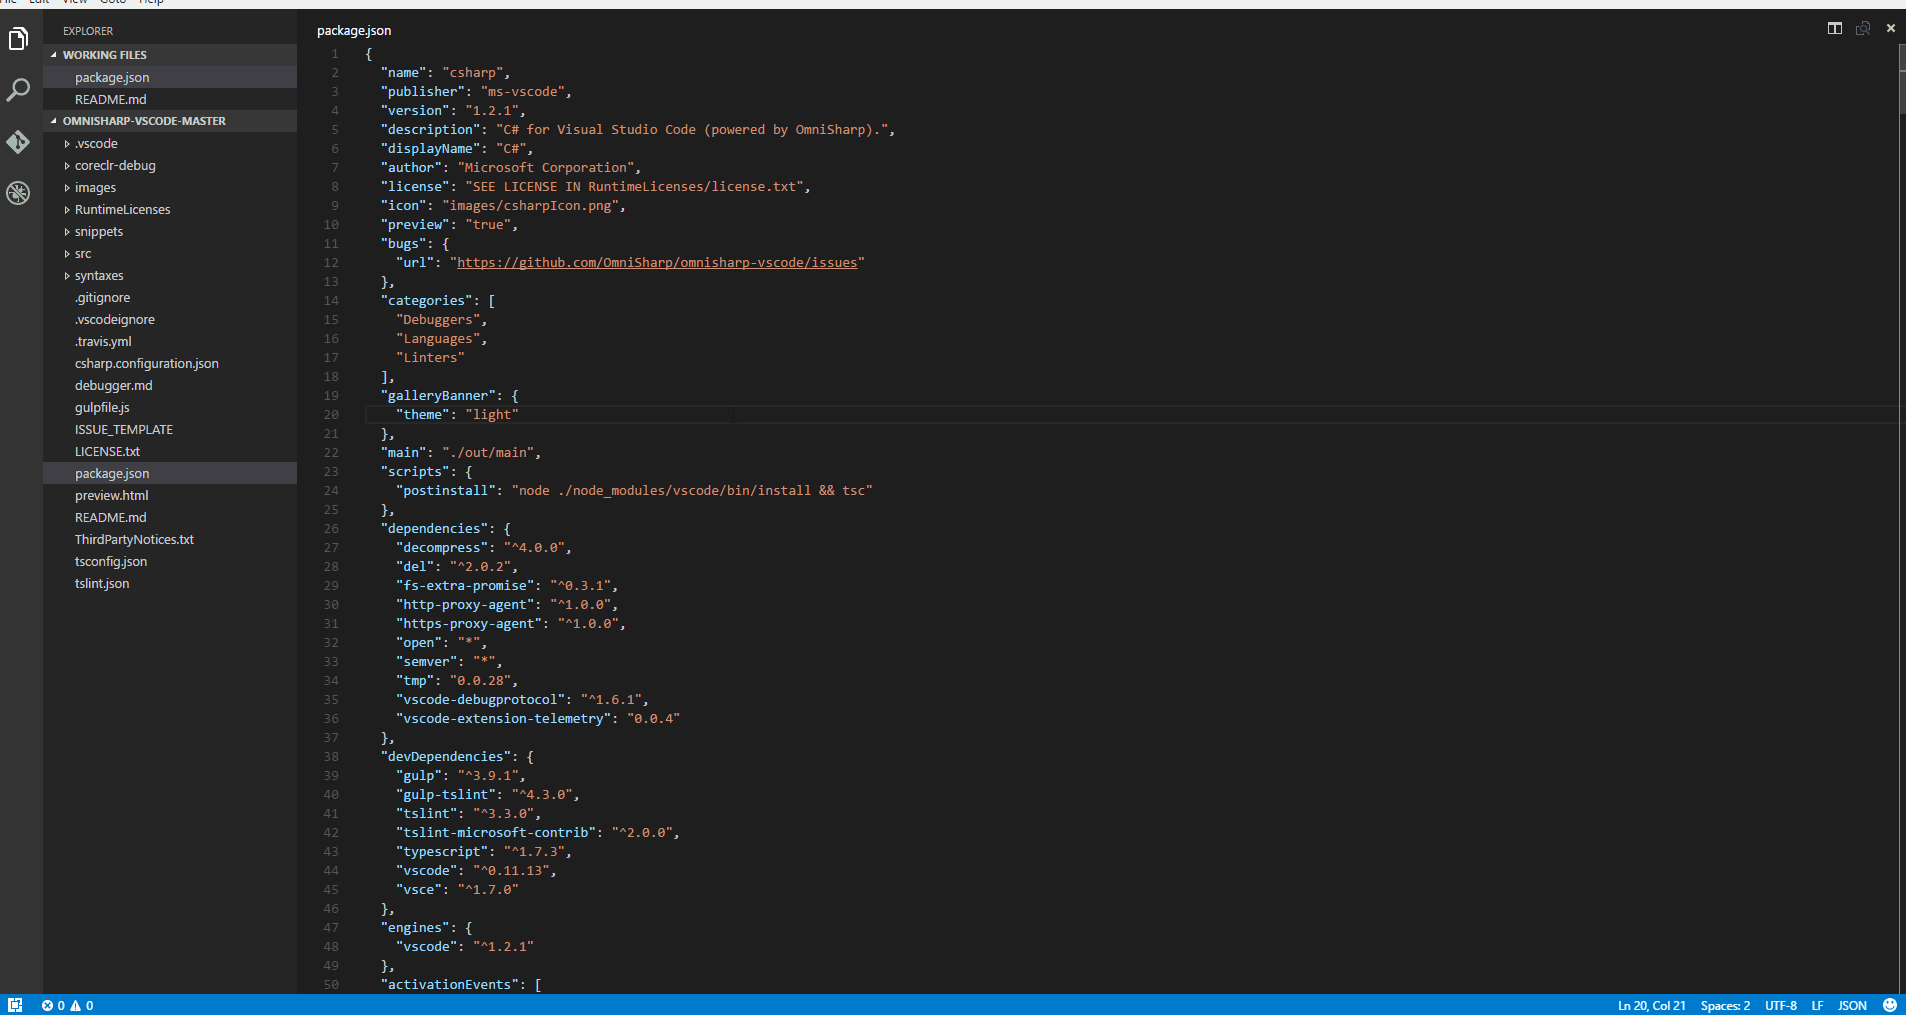 File Edit View Goto Help
EXPLORER
WORKING FILES
package.json
README.md
OMNISHARP-VSCODE-MASTER
.vscode
coreclr-debug
images
RuntimeLicenses
snippets
src
syntaxes
.gitignore
.vscodeignore
.travis.yml
csharp.configuration.json
debugger.md
gulpfile.js
ISSUE_TEMPLATE
LICENSE.txt
package.json
preview.html
README.md
ThirdPartyNotices.txt
tsconfig.json
tslint.json
package.json
1 {
2 "name": "csharp",
3 "publisher": "ms-vscode",
4 "version": "1.2.1",
5 "description": "C# for Visual Studio Code (powered by OmniSharp).",
6 "displayName": "C#",
7 "author": "Microsoft Corporation",
8 "license": "SEE LICENSE IN RuntimeLicenses/license.txt",
9 "icon": "images/csharpIcon.png",
10 "preview": "true",
11 "bugs": {
12 "url": "https://github.com/OmniSharp/omnisharp-vscode/issues"
13 },
14 "categories": [
15 "Debuggers",
16 "Languages",
17 "Linters"
18 ],
19 "galleryBanner": {
20 "theme": "light"
21 },
22 "main": "./out/main",
23 "scripts": {
24 "postinstall": "node ./node_modules/vscode/bin/install && tsc"
25 },
26 "dependencies": {
27 "decompress": "^4.0.0",
28 "del": "^2.0.2",
29 "fs-extra-promise": "^0.3.1",
30 "http-proxy-agent": "^1.0.0",
31 "https-proxy-agent": "^1.0.0",
32 "open": "*",
33 "semver": "*",
34 "tmp": "0.0.28",
35 "vscode-debugprotocol": "^1.6.1",
36 "vscode-extension-telemetry": "0.0.4"
37 },
38 "devDependencies": {
39 "gulp": "^3.9.1",
40 "gulp-tslint": "^4.3.0",
41 "tslint": "^3.3.0",
42 "tslint-microsoft-contrib": "^2.0.0",
43 "typescript": "^1.7.3",
44 "vscode": "^0.11.13",
45 "vsce": "^1.7.0"
46 },
47 "engines": {
48 "vscode": "^1.2.1"
49 },
50 "activationEvents": [
0 0
Ln 20, Col 21 Spaces: 2 UTF-8 LF JSON